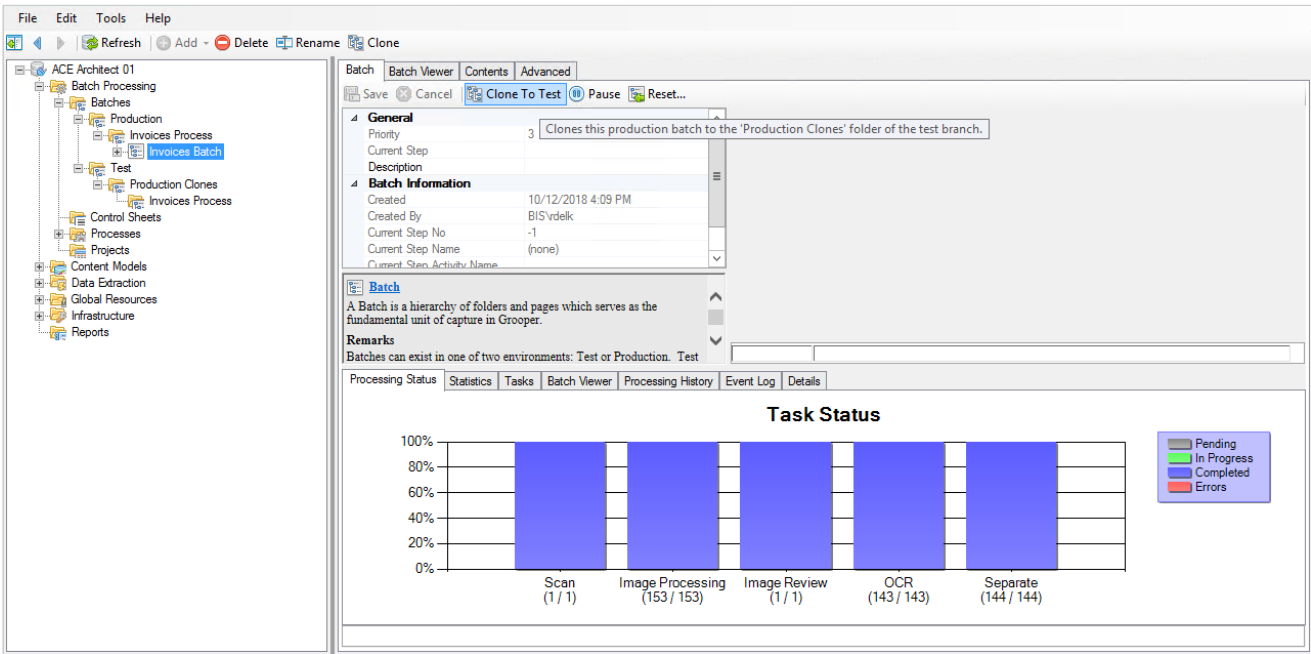 File Edit Tools Help
Refresh Add Delete Rename Clone
ACE Architect 01
Batch Processing
Batches
Production
Invoices Process
Invoices Batch
Test
Production Clones
Invoices Process
Control Sheets
Processes
Projects
Content Models
Data Extraction
Global Resources
Infrastructure
Reports
Batch Batch Viewer Contents Advanced
Save Cancel Clone To Test Pause Reset...
Clones this production batch to the 'Production Clones' folder of the test branch.
General
Priority 3
Current Step
Description
Batch Information
Created 10/12/2018 4:09 PM
Created By BIS\rdelk
Current Step No -1
Current Step Name (none)
Current Step Activity Name
Batch
A Batch is a hierarchy of folders and pages which serves as the
fundamental unit of capture in Grooper.
Remarks
Batches can exist in one of two environments: Test or Production. Test
Processing Status Statistics Tasks Batch Viewer Processing History Event Log Details
Task Status
100%
80%
60%
40%
20%
0%
Scan Image Processing Image Review OCR Separate
(1 / 1) (153 / 153) (1 / 1) (143 / 143) (144 / 144)
Pending
In Progress
Completed
Errors